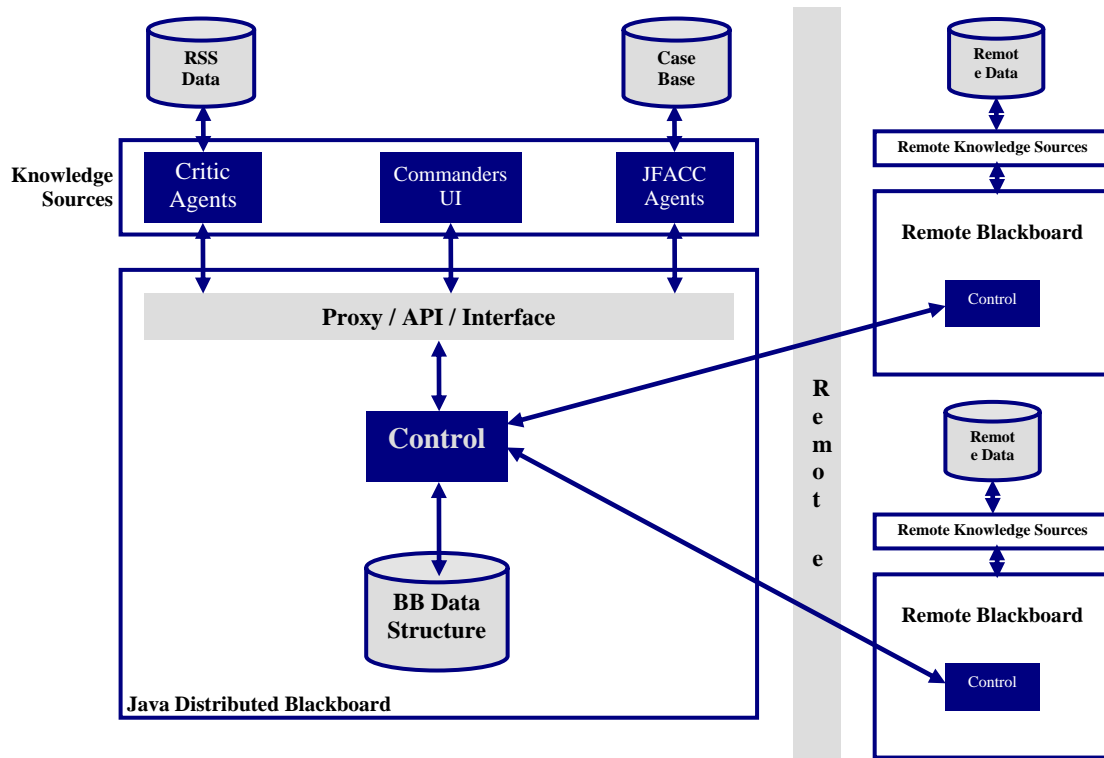 RSS
Data
Case
Base
Knowledge
Sources
Critic
Agents
Commanders
UI
JFACC
Agents
Proxy / API / Interface
Control
BB Data
Structure
Java Distributed Blackboard
R
e
m
o
t
e
Remot
e Data
Remote Knowledge Sources
Remote Blackboard
Control
Remot
e Data
Remote Knowledge Sources
Remote Blackboard
Control